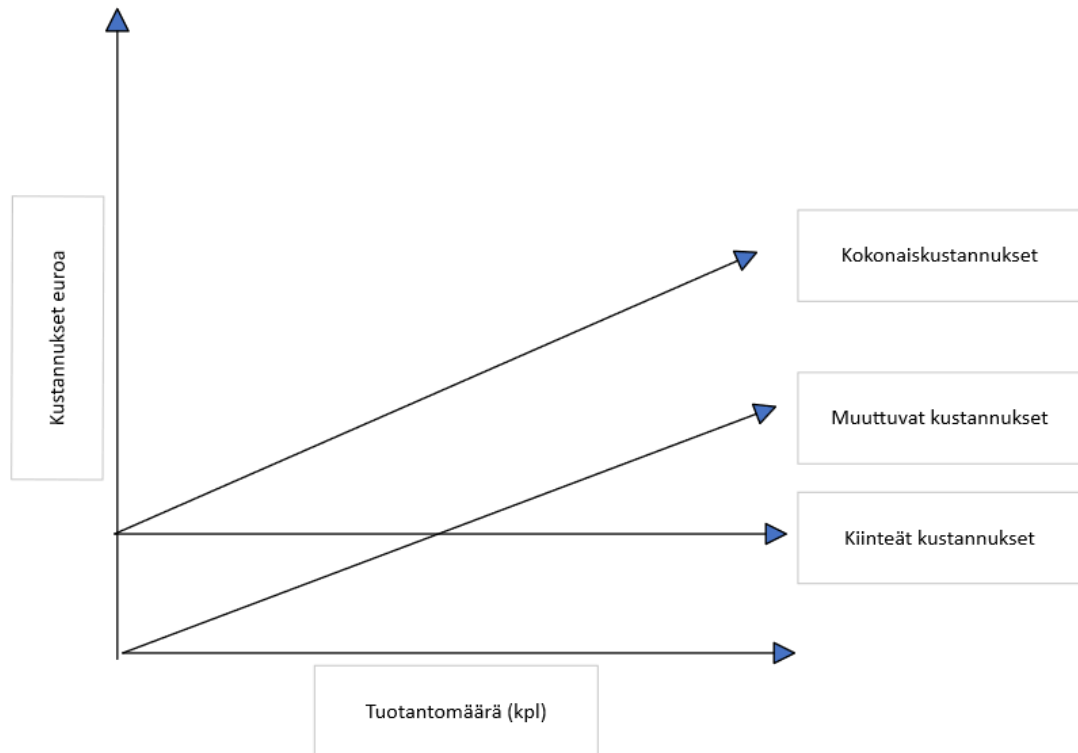 Kustannukset euroa
Kokonaiskustannukset
Muuttuvat kustannukset
Kiinteät kustannukset
Tuotantomäärä (kpl)